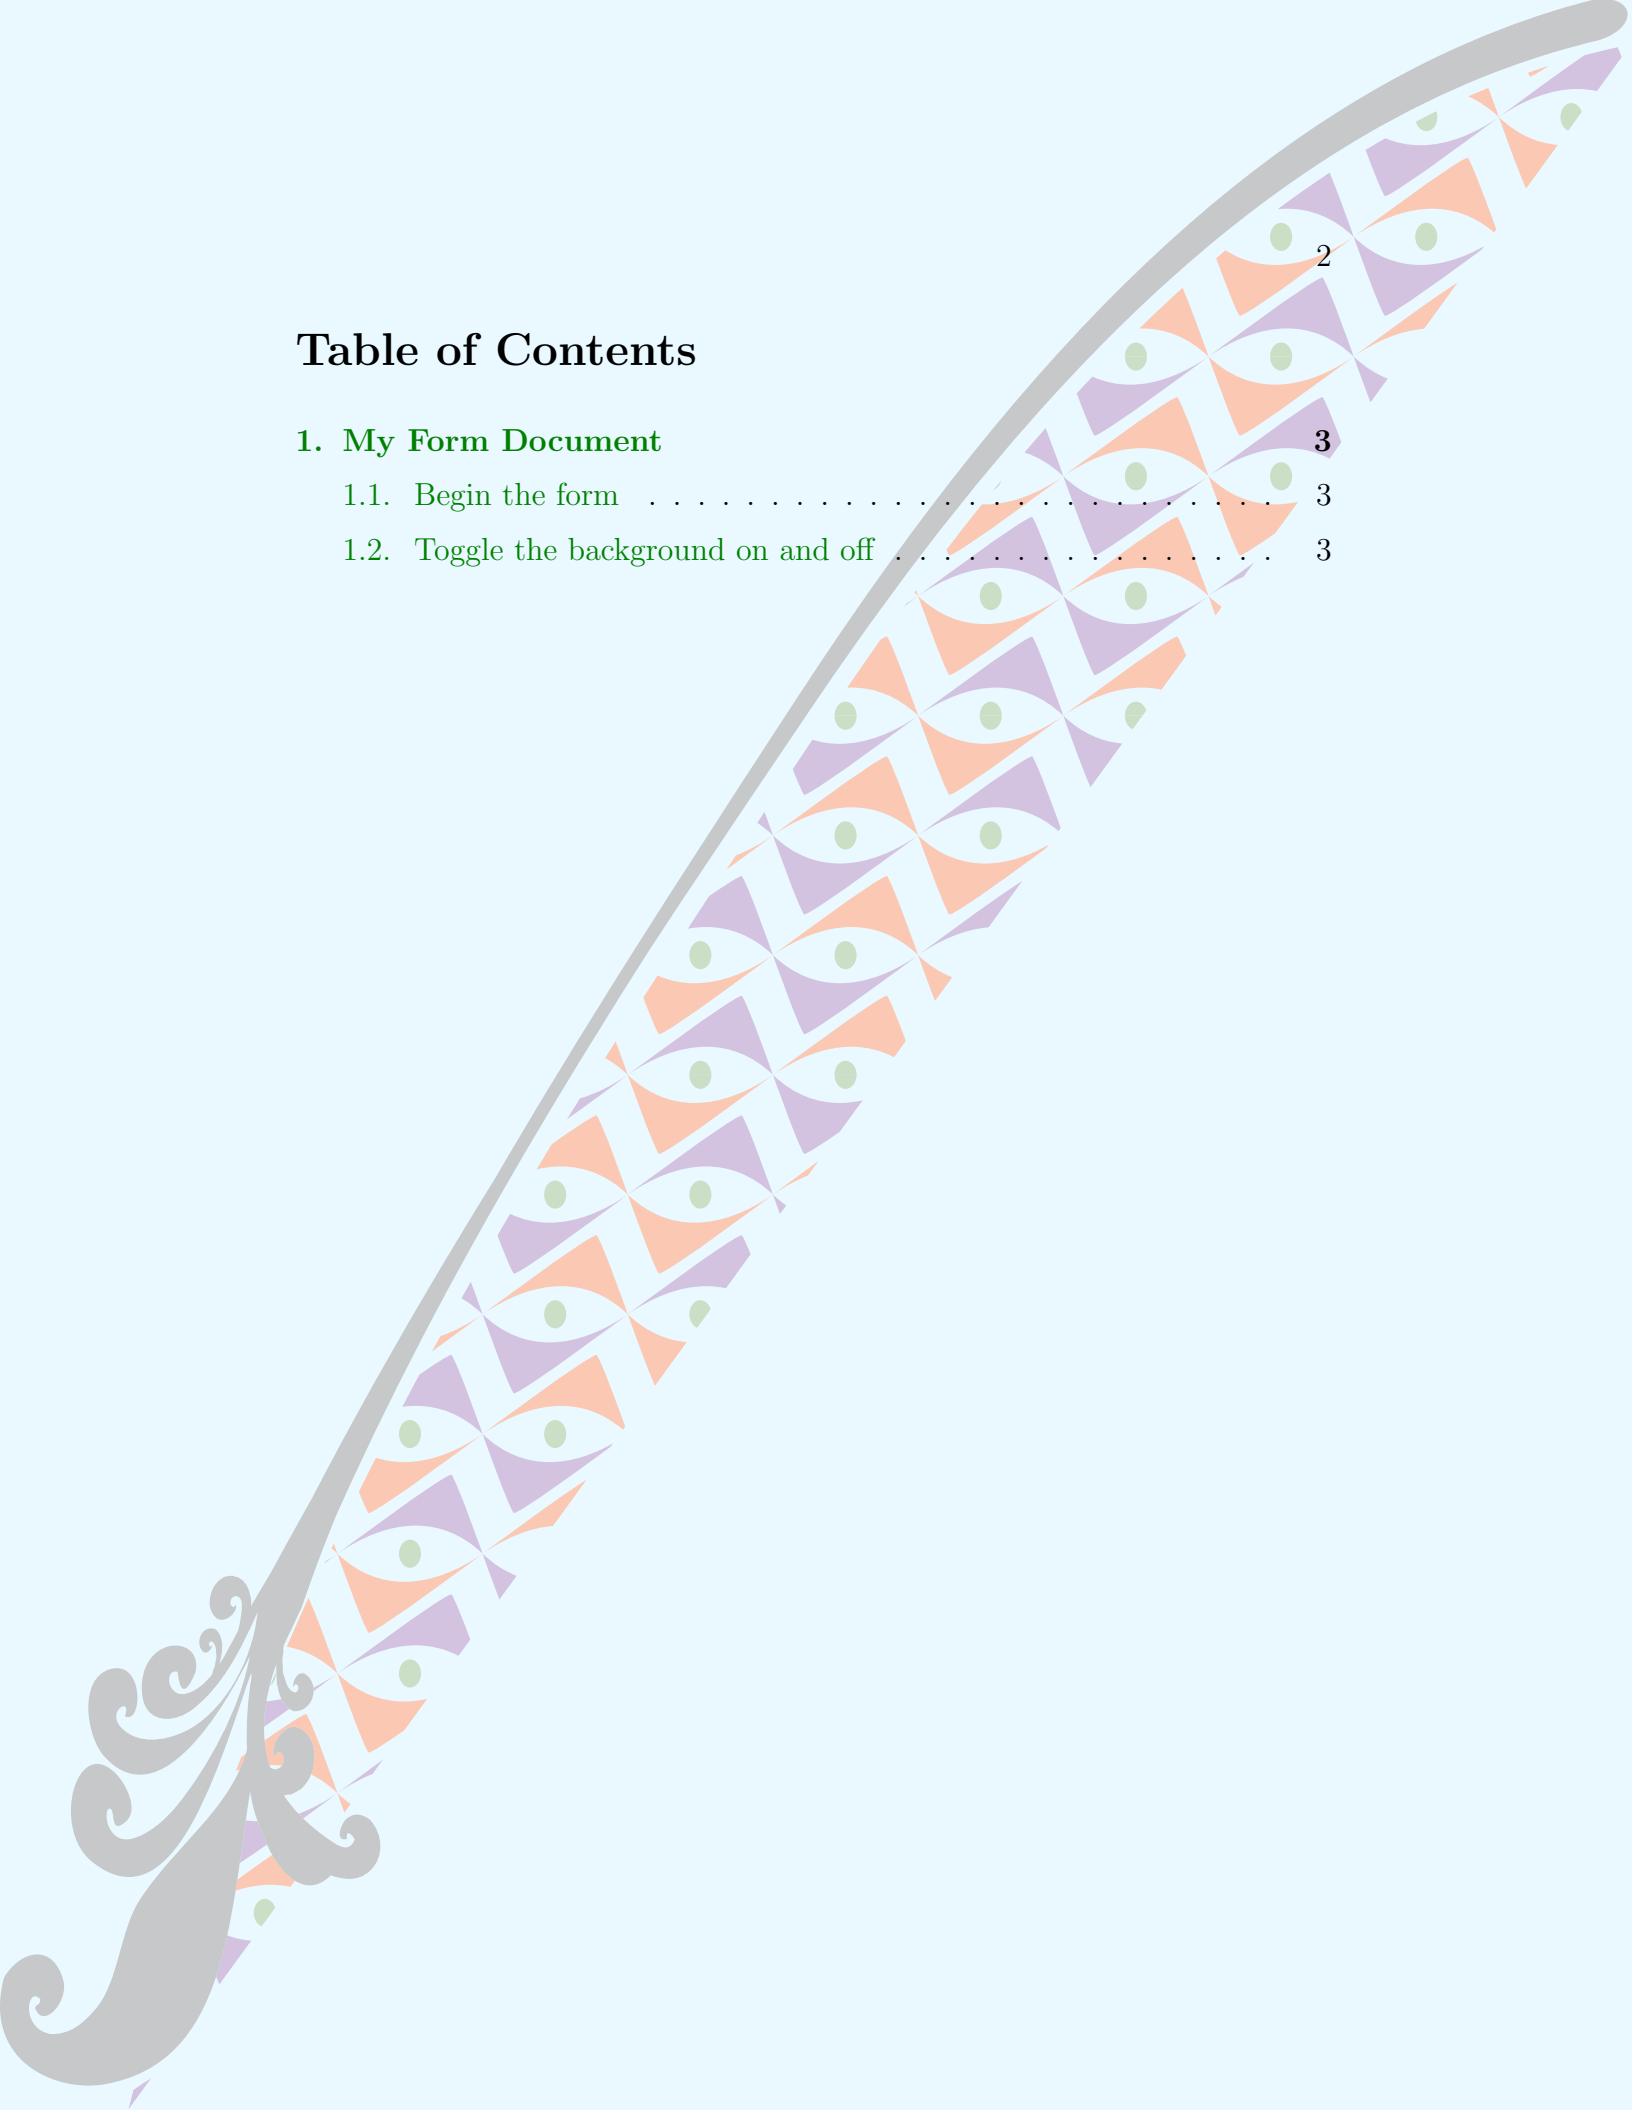 2
Table of Contents
1. My Form Document 3
1.1. Begin the form . . . . . . . . . . . . . . . . . . . . . . . . . . 3
1.2. Toggle the background on and off . . . . . . . . . . . . . . . . 3